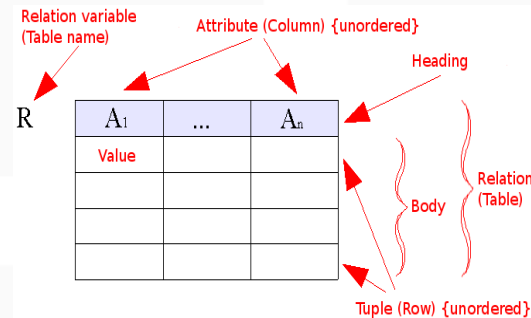 Relation variable
(Table name)
Attribute (Column) {unordered}
Heading
R
A1 ... An
Value
Relation
(Table)
Body
Tuple (Row) {unordered}